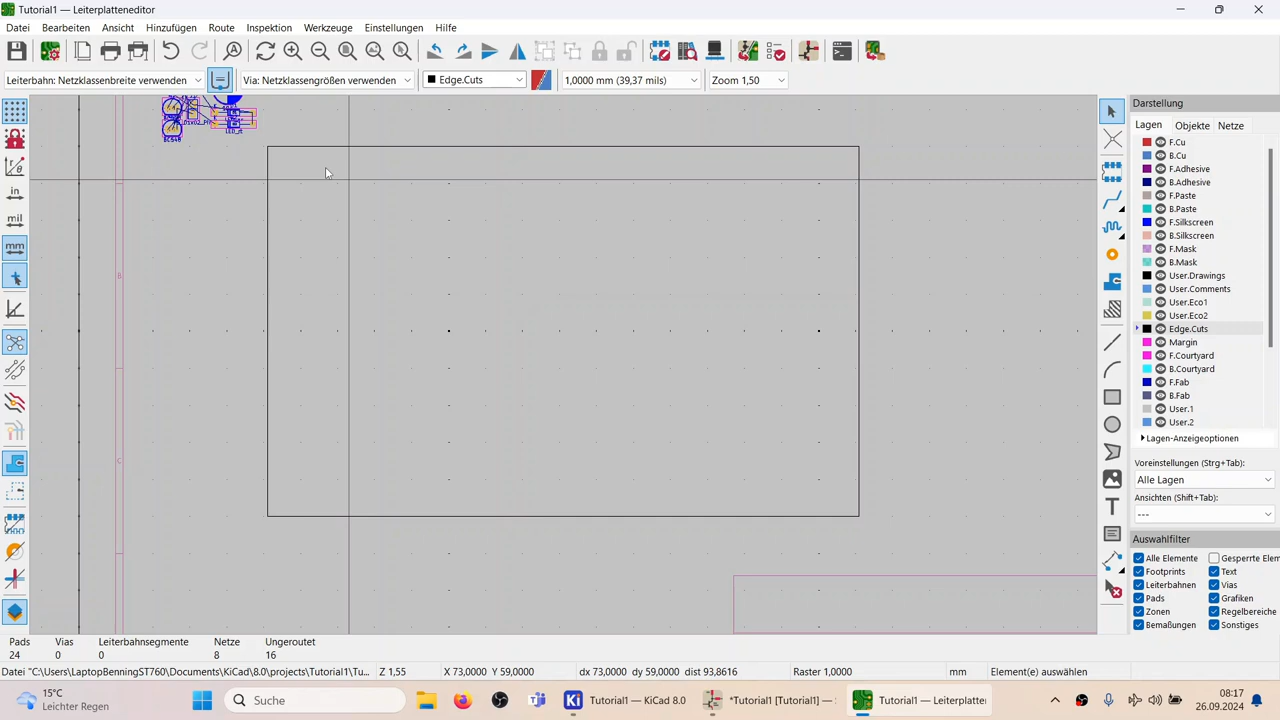 Tutorial1 — Leiterplatteneditor
Datei Bearbeiten Ansicht Hinzufügen Route Inspektion Werkzeuge Einstellungen Hilfe
Leiterbahn: Netzklassenbreite verwenden Via: Netzklassengrößen verwenden Edge.Cuts 1,0000 mm (39,37 mils) Zoom 1,50
Darstellung
Lagen Objekte Netze
F.Cu
B.Cu
F.Adhesive
B.Adhesive
F.Paste
B.Paste
F.Silkscreen
B.Silkscreen
F.Mask
B.Mask
User.Drawings
User.Comments
User.Eco1
User.Eco2
Edge.Cuts
Margin
F.Courtyard
B.Courtyard
F.Fab
B.Fab
User.1
User.2
Lagen-Anzeigeoptionen
Voreinstellungen (Strg+Tab):
Alle Lagen
Ansichten (Shift+Tab):
---
Auswahlfilter
Alle Elemente Gesperrte Elem
Footprints Text
Leiterbahnen Vias
Pads Grafiken
Zonen Regelbereiche
Bemaßungen Sonstiges
in
mil
mm
B
C
Pads Vias Leiterbahnsegmente Netze Ungeroutet
24 0 0 8 16
Datei "C:\Users\LaptopBenningST760\Documents\KiCad\8.0\projects\Tutorial1\Tu... Z 1,55 X 73,0000 Y 59,0000 dx 73,0000 dy 59,0000 dist 93,8616 Raster 1,0000 mm Element(e) auswählen
15°C
Leichter Regen
Suche
Tutorial1 — KiCad 8.0
*Tutorial1 [Tutorial1] —
Tutorial1 — Leiterplatte
08:17
26.09.2024